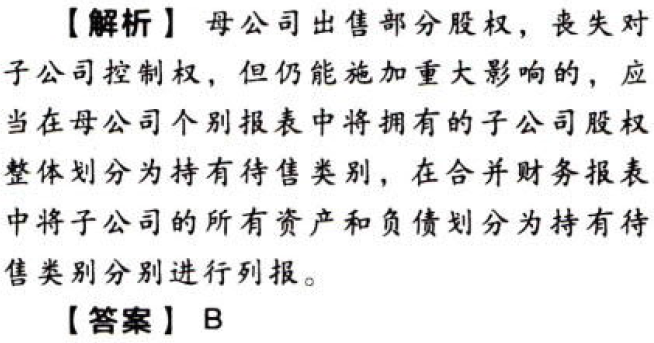 【解析】 母公司出售部分股权，丧失对
子公司控制权，但仍能施加重大影响的，应
当在母公司个别报表中将拥有的子公司股权
整体划分为持有待售类别，在合并财务报表
中将子公司的所有资产和负债划分为持有待
售类别分别进行列报。
【答案】 B